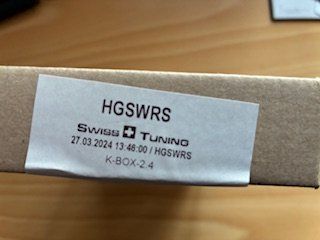 HGSWRS
SWISS TUNING
27.03.2024 13:46:00 / HGSWRS
K-BOX-2.4